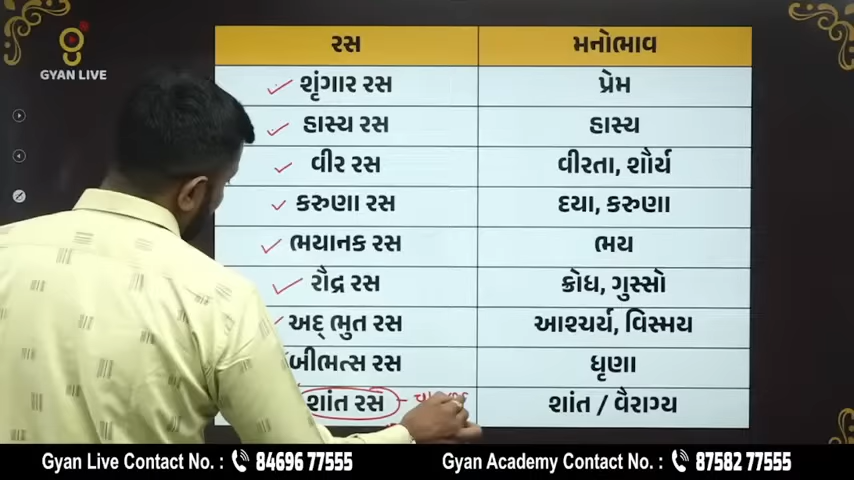 GYAN LIVE
રસ મનોભાવ
શૃંગાર રસ પ્રેમ
હાસ્ય રસ હાસ્ય
વીર રસ વીરતા, શૌર્ય
કરુણા રસ દયા, કરુણા
ભયાનક રસ ભય
રૌદ્ર રસ ક્રોધ, ગુસ્સો
અદ્ ભુત રસ આશ્ચર્ય, વિસ્મય
બીભત્સ રસ ધૃણા
શાંત રસ શાંત / વૈરાગ્ય
Gyan Live Contact No. : 84696 77555 Gyan Academy Contact No. : 87582 77555